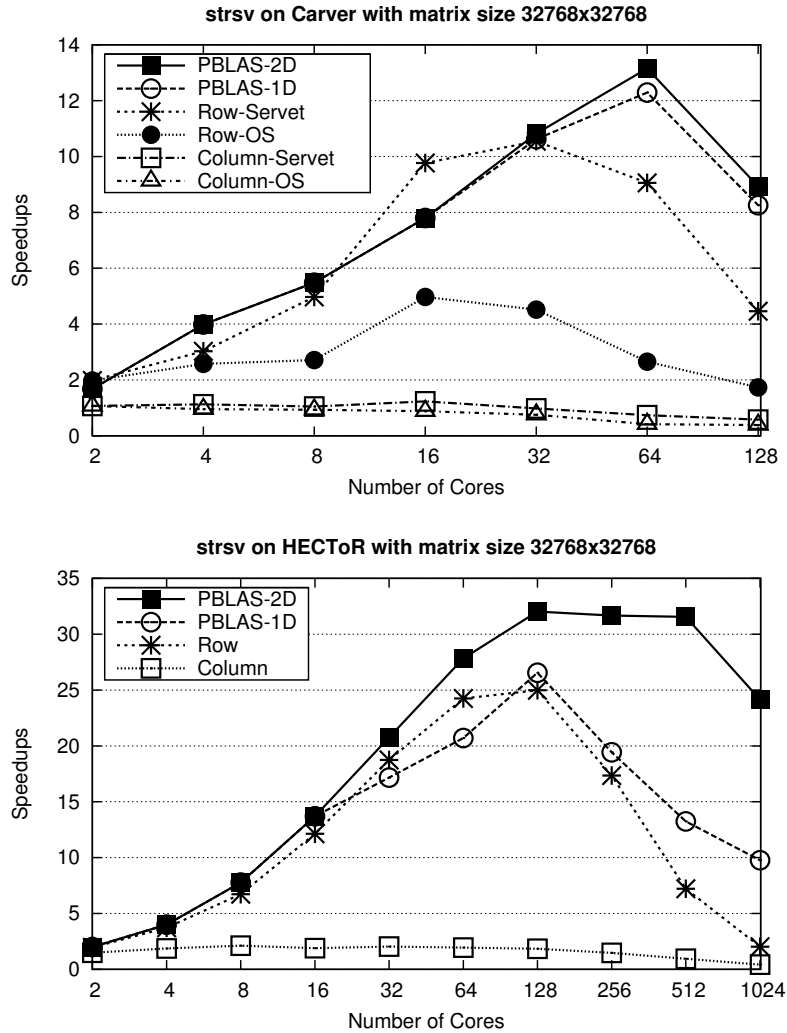 strsv on Carver with matrix size 32768x32768
14
12
10
8
6
4
2
0
Speedups
PBLAS-2D
PBLAS-1D
Row-Servet
Row-OS
Column-Servet
Column-OS
2 4 8 16 32 64 128
Number of Cores
strsv on HECToR with matrix size 32768x32768
35
30
25
20
15
10
5
0
Speedups
PBLAS-2D
PBLAS-1D
Row
Column
2 4 8 16 32 64 128 256 512 1024
Number of Cores